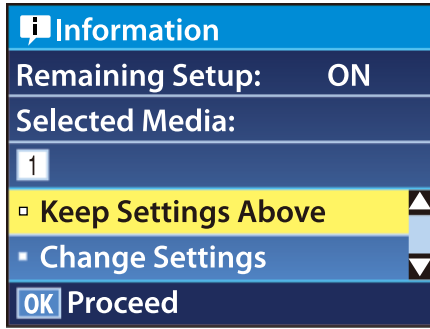 Information
Remaining Setup: ON
Selected Media:
1
Keep Settings Above
Change Settings
OK Proceed